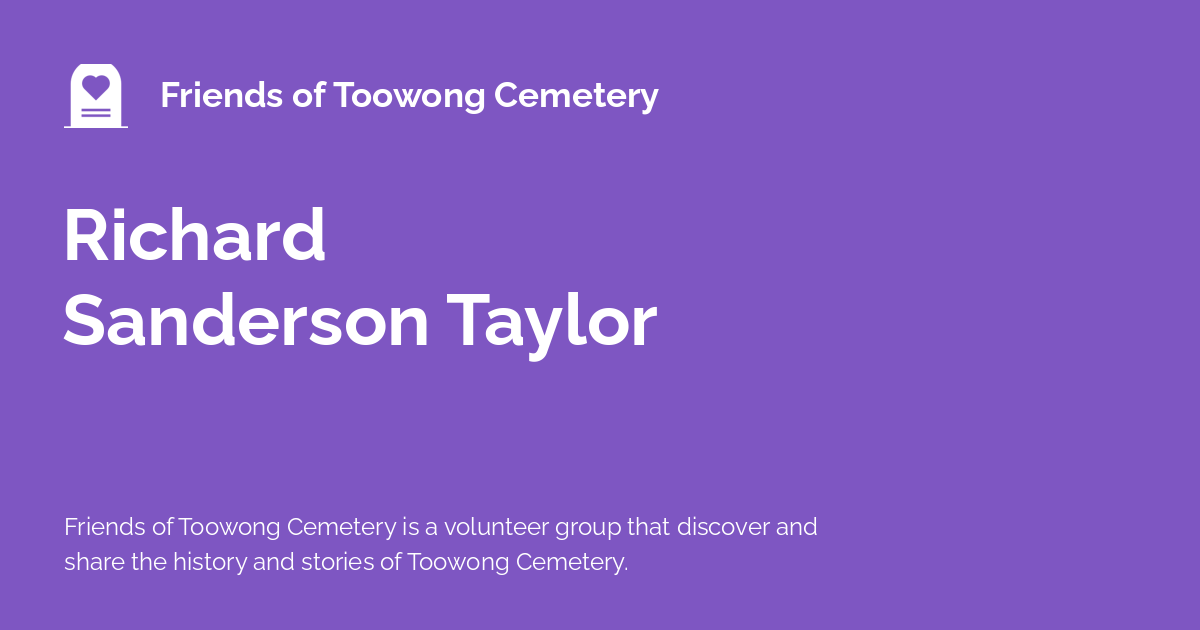 Friends of Toowong Cemetery
Richard
Sanderson Taylor
Friends of Toowong Cemetery is a volunteer group that discover and
share the history and stories of Toowong Cemetery.